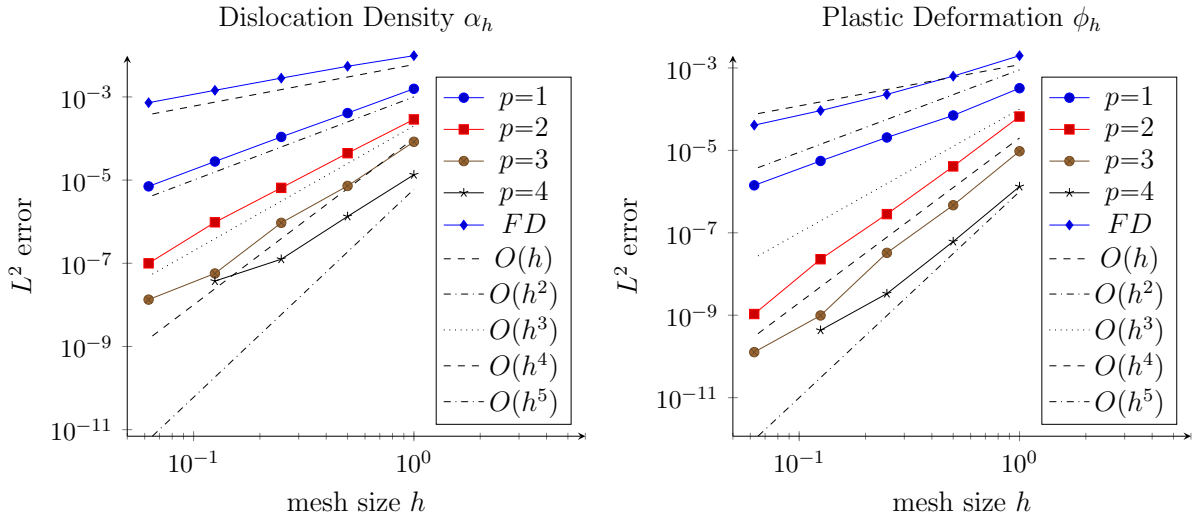 Dislocation Density α_h
10^{-3}
10^{-5}
10^{-7}
10^{-9}
10^{-11}
L^2 error
10^{-1}
10^0
mesh size h
p=1
p=2
p=3
p=4
FD
O(h)
O(h^2)
O(h^3)
O(h^4)
O(h^5)
Plastic Deformation ϕ_h
10^{-3}
10^{-5}
10^{-7}
10^{-9}
10^{-11}
L^2 error
10^{-1}
10^0
mesh size h
p=1
p=2
p=3
p=4
FD
O(h)
O(h^2)
O(h^3)
O(h^4)
O(h^5)